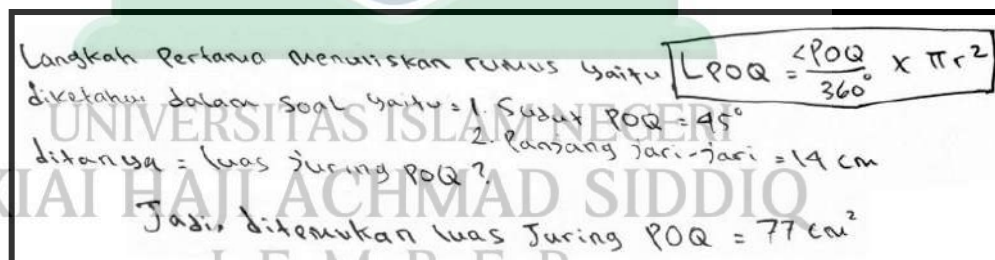 Langkah Pertama menuliskan rumus yaitu L POQ = <POQ/360° x πr²
diketahui dalam soal yaitu = 1. Sudut POQ = 45°
2. Panjang jari-jari = 14 cm
ditanya = luas juring POQ?
Jadi, ditemukan luas Juring POQ = 77 cm²
UNIVERSITAS ISLAM NEGERI
KIAI HAJI ACHMAD SIDDIQ
J E M B E R